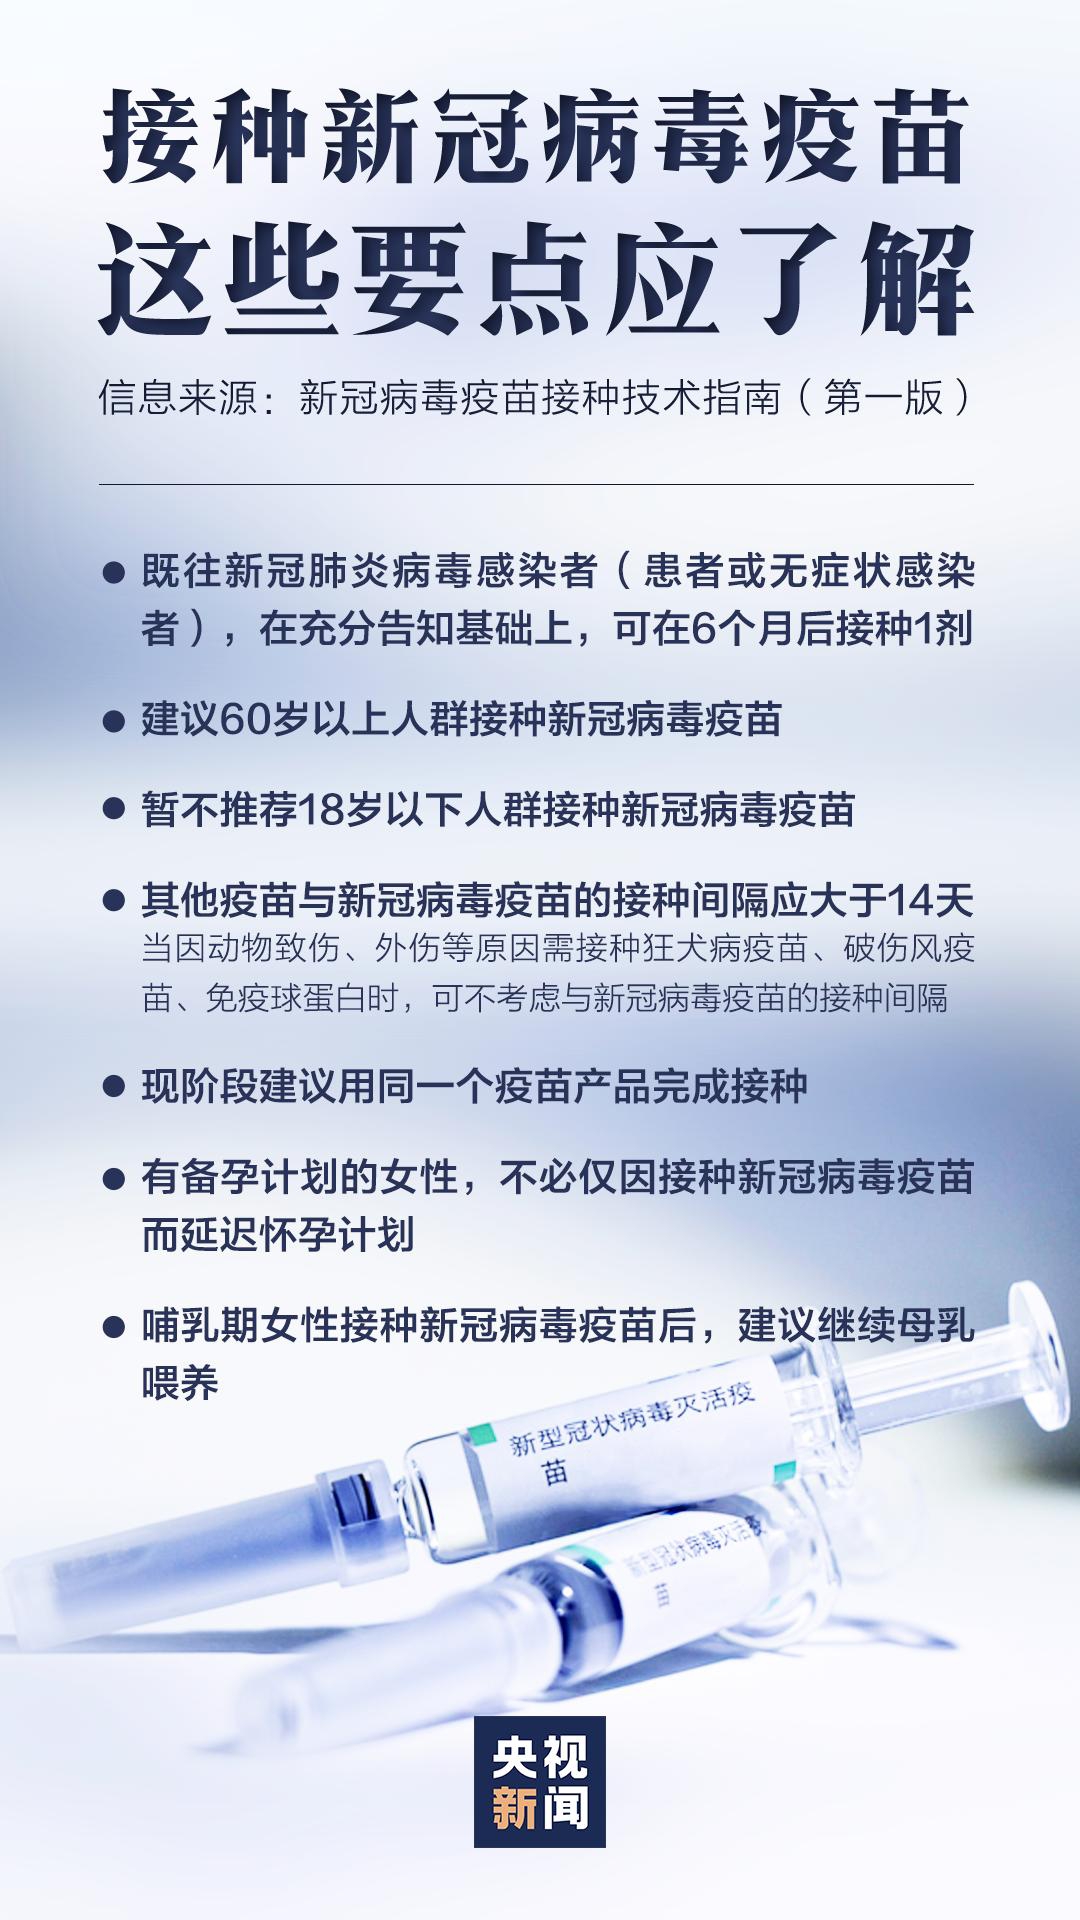 接种新冠病毒疫苗
这些要点应了解
信息来源：新冠病毒疫苗接种技术指南（第一版）
●既往新冠肺炎病毒感染者（患者或无症状感染
者），在充分告知基础上，可在6个月后接种1剂
●建议60岁以上人群接种新冠病毒疫苗
●暂不推荐18岁以下人群接种新冠病毒疫苗
●其他疫苗与新冠病毒疫苗的接种间隔应大于14天
当因动物致伤、外伤等原因需接种狂犬病疫苗、破伤风疫
苗、免疫球蛋白时，可不考虑与新冠病毒疫苗的接种间隔
●现阶段建议用同一个疫苗产品完成接种
●有备孕计划的女性，不必仅因接种新冠病毒疫苗
而延迟怀孕计划
●哺乳期女性接种新冠病毒疫苗后，建议继续母乳
喂养
新型冠状病毒灭活疫
苗
新型冠状病毒灭活疫
苗
央视
新闻